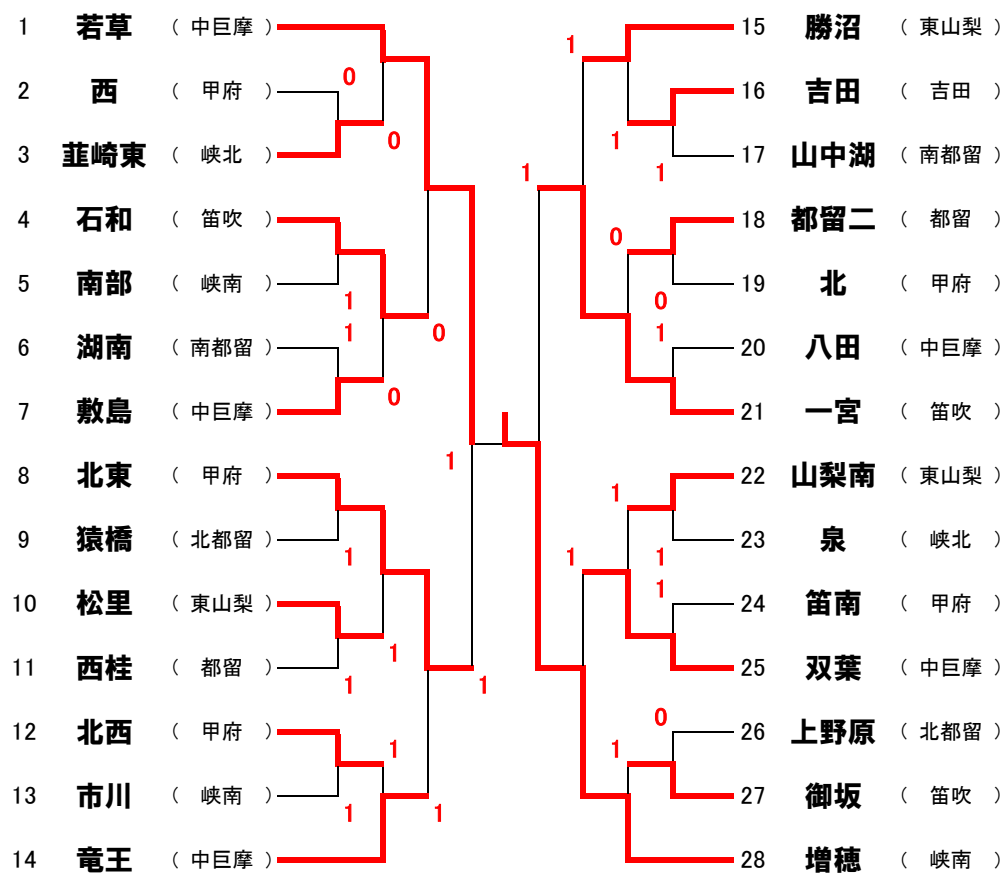 1 若草 ( 中巨摩 )
2 西 ( 甲府 )
3 韮崎東 ( 峡北 )
4 石和 ( 笛吹 )
5 南部 ( 峡南 )
6 湖南 ( 南都留 )
7 敷島 ( 中巨摩 )
8 北東 ( 甲府 )
9 猿橋 ( 北都留 )
10 松里 ( 東山梨 )
11 西桂 ( 都留 )
12 北西 ( 甲府 )
13 市川 ( 峡南 )
14 竜王 ( 中巨摩 )
0
0
1
1
0
0
1
1
1
1
1
1
1
1
1
1
1
1
0
0
1
1
1
1
1
0
1
15 勝沼 ( 東山梨 )
16 吉田 ( 吉田 )
17 山中湖 ( 南都留 )
18 都留二 ( 都留 )
19 北 ( 甲府 )
20 八田 ( 中巨摩 )
21 一宮 ( 笛吹 )
22 山梨南 ( 東山梨 )
23 泉 ( 峡北 )
24 笛南 ( 甲府 )
25 双葉 ( 中巨摩 )
26 上野原 ( 北都留 )
27 御坂 ( 笛吹 )
28 増穂 ( 峡南 )